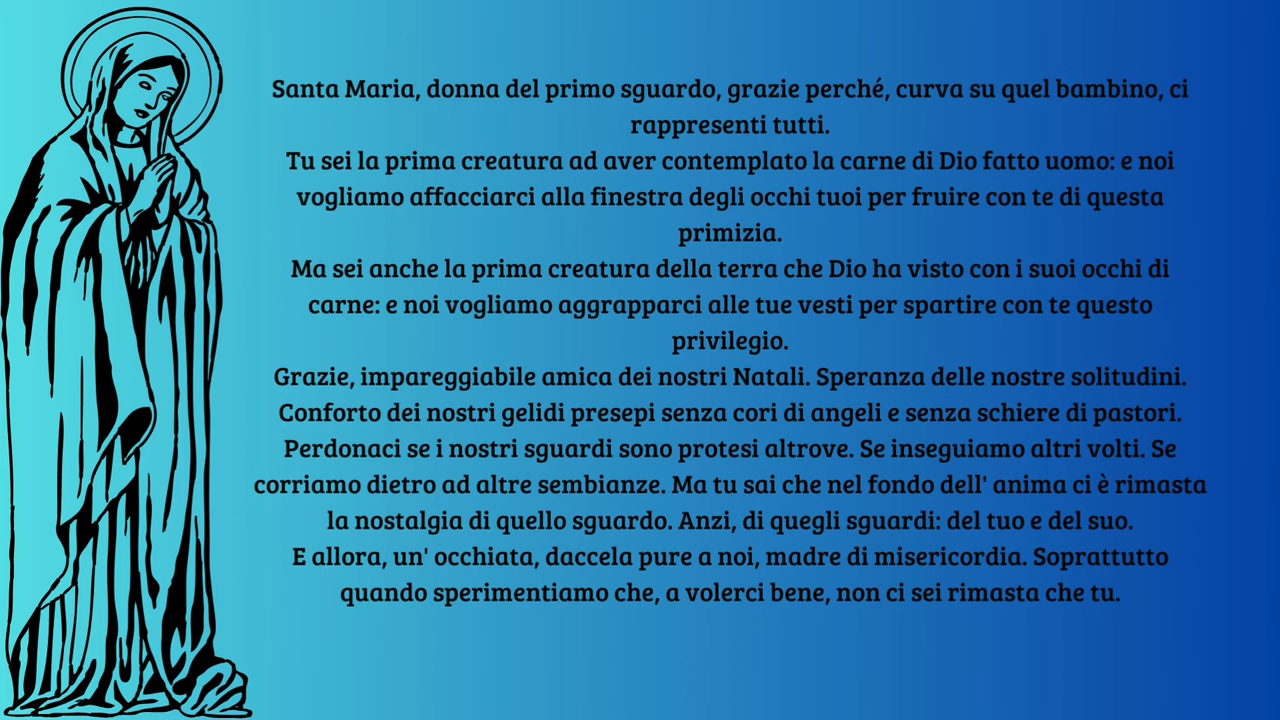 Santa Maria, donna del primo sguardo, grazie perché, curva su quel bambino, ci
rappresenti tutti.
Tu sei la prima creatura ad aver contemplato la carne di Dio fatto uomo: e noi
vogliamo affacciarci alla finestra degli occhi tuoi per fruire con te di questa
primizia.
Ma sei anche la prima creatura della terra che Dio ha visto con i suoi occhi di
carne: e noi vogliamo aggrapparci alle tue vesti per spartire con te questo
privilegio.
Grazie, impareggiabile amica dei nostri Natali. Speranza delle nostre solitudini.
Conforto dei nostri gelidi presepi senza cori di angeli e senza schiere di pastori.
Perdonaci se i nostri sguardi sono protesi altrove. Se inseguiamo altri volti. Se
corriamo dietro ad altre sembianze. Ma tu sai che nel fondo dell' anima ci è rimasta
la nostalgia di quello sguardo. Anzi, di quegli sguardi: del tuo e del suo.
E allora, un' occhiata, daccela pure a noi, madre di misericordia. Soprattutto
quando sperimentiamo che, a volerci bene, non ci sei rimasta che tu.